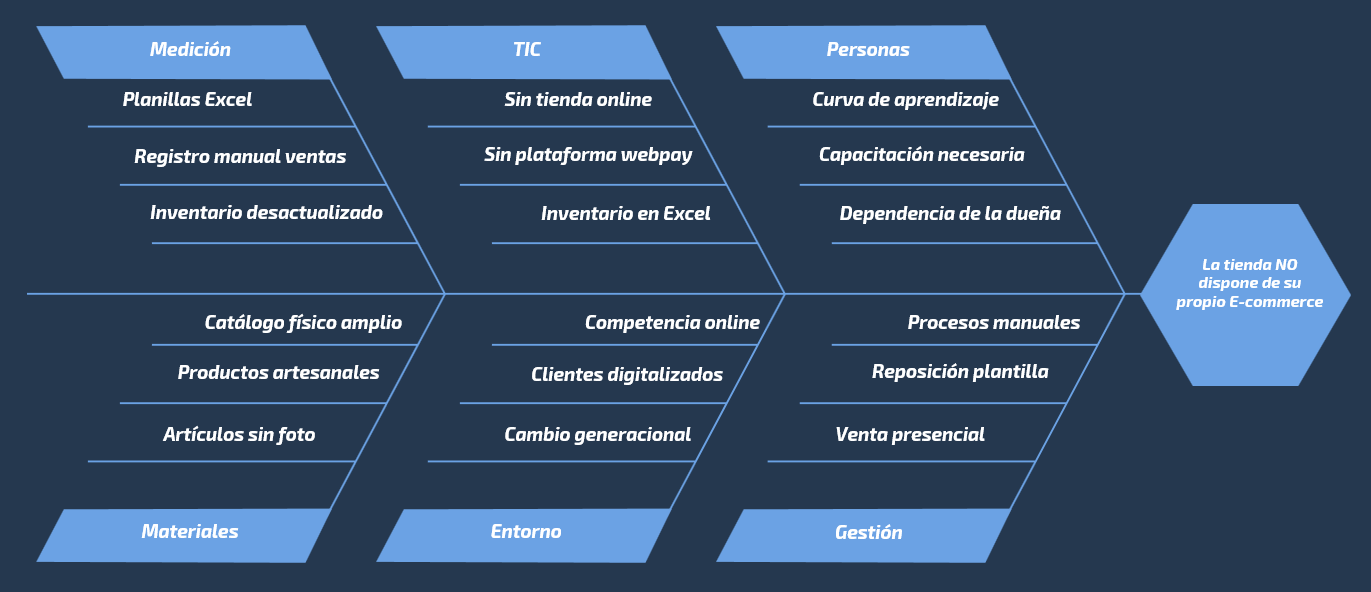 Medición
Planillas Excel
Registro manual ventas
Inventario desactualizado
TIC
Sin tienda online
Sin plataforma webpay
Inventario en Excel
Personas
Curva de aprendizaje
Capacitación necesaria
Dependencia de la dueña
La tienda NO
dispone de su
propio E-commerce
Catálogo físico amplio
Productos artesanales
Artículos sin foto
Materiales
Competencia online
Clientes digitalizados
Cambio generacional
Entorno
Procesos manuales
Reposición plantilla
Venta presencial
Gestión